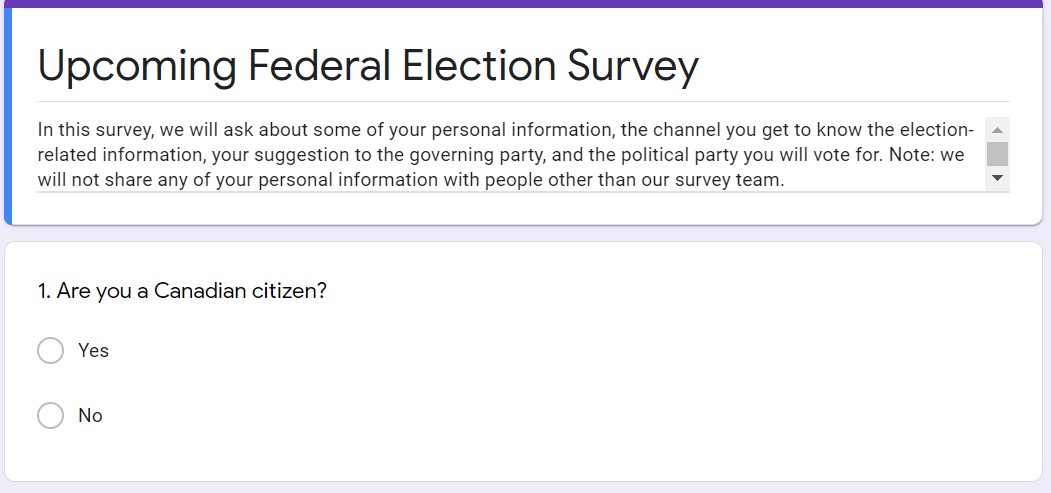 Upcoming Federal Election Survey
In this survey, we will ask about some of your personal information, the channel you get to know the election-
related information, your suggestion to the governing party, and the political party you will vote for. Note: we
will not share any of your personal information with people other than our survey team.
1. Are you a Canadian citizen?
Yes
No